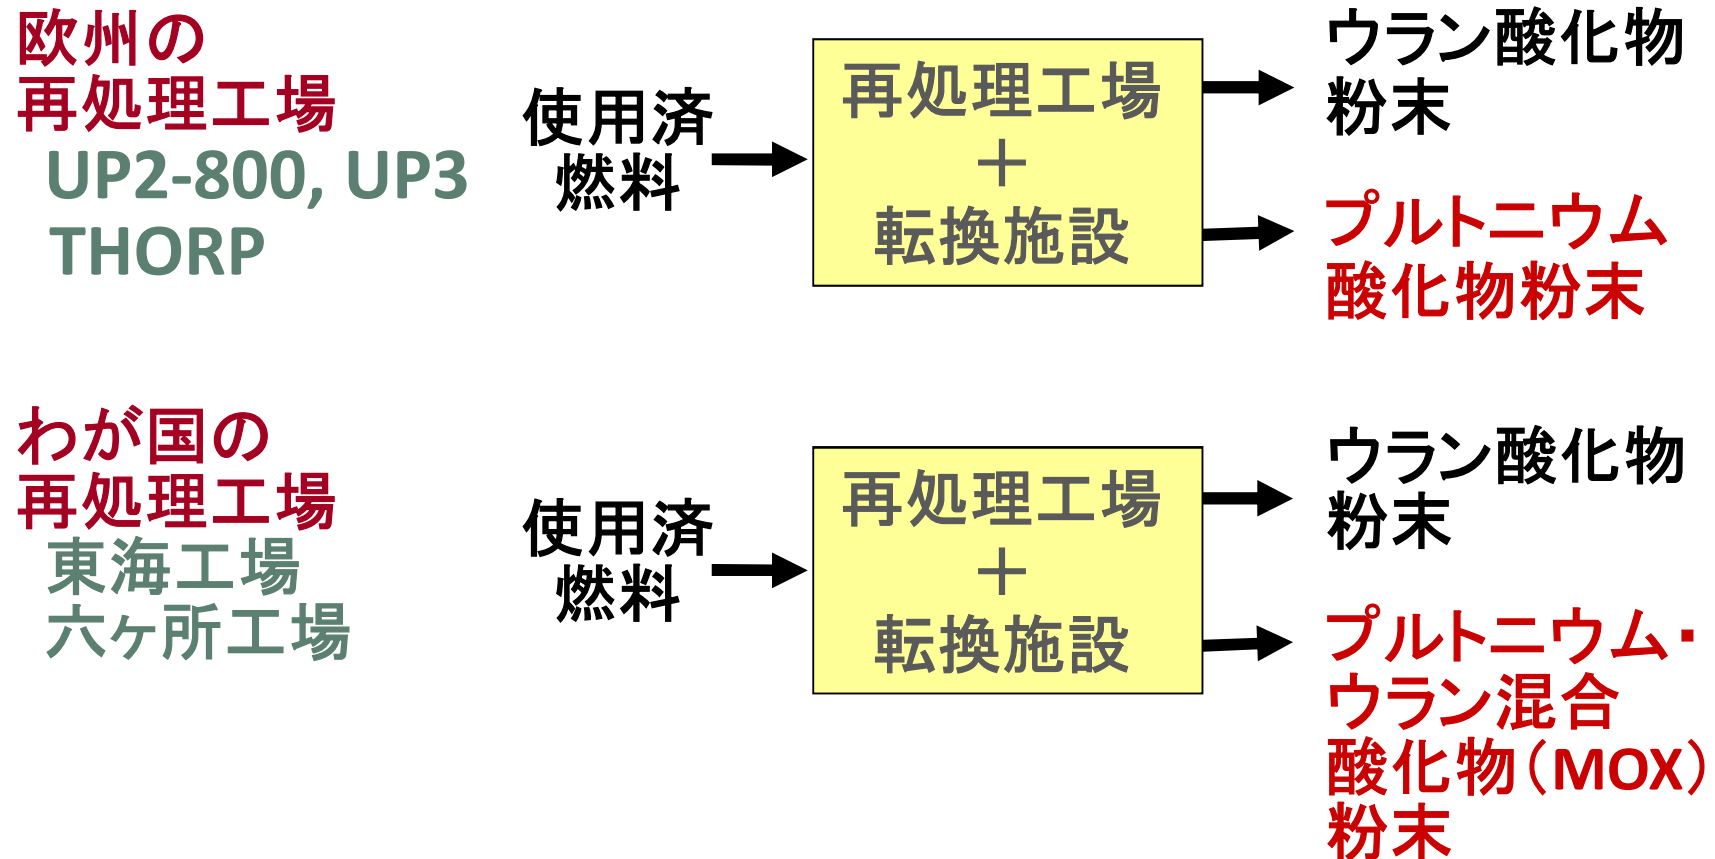 欧州の
再処理工場
UP2-800, UP3
THORP
使用済
燃料
再処理工場
＋
転換施設
ウラン酸化物
粉末
プルトニウム
酸化物粉末
わが国の
再処理工場
東海工場
六ヶ所工場
使用済
燃料
再処理工場
＋
転換施設
ウラン酸化物
粉末
プルトニウム・
ウラン混合
酸化物（MOX）
粉末